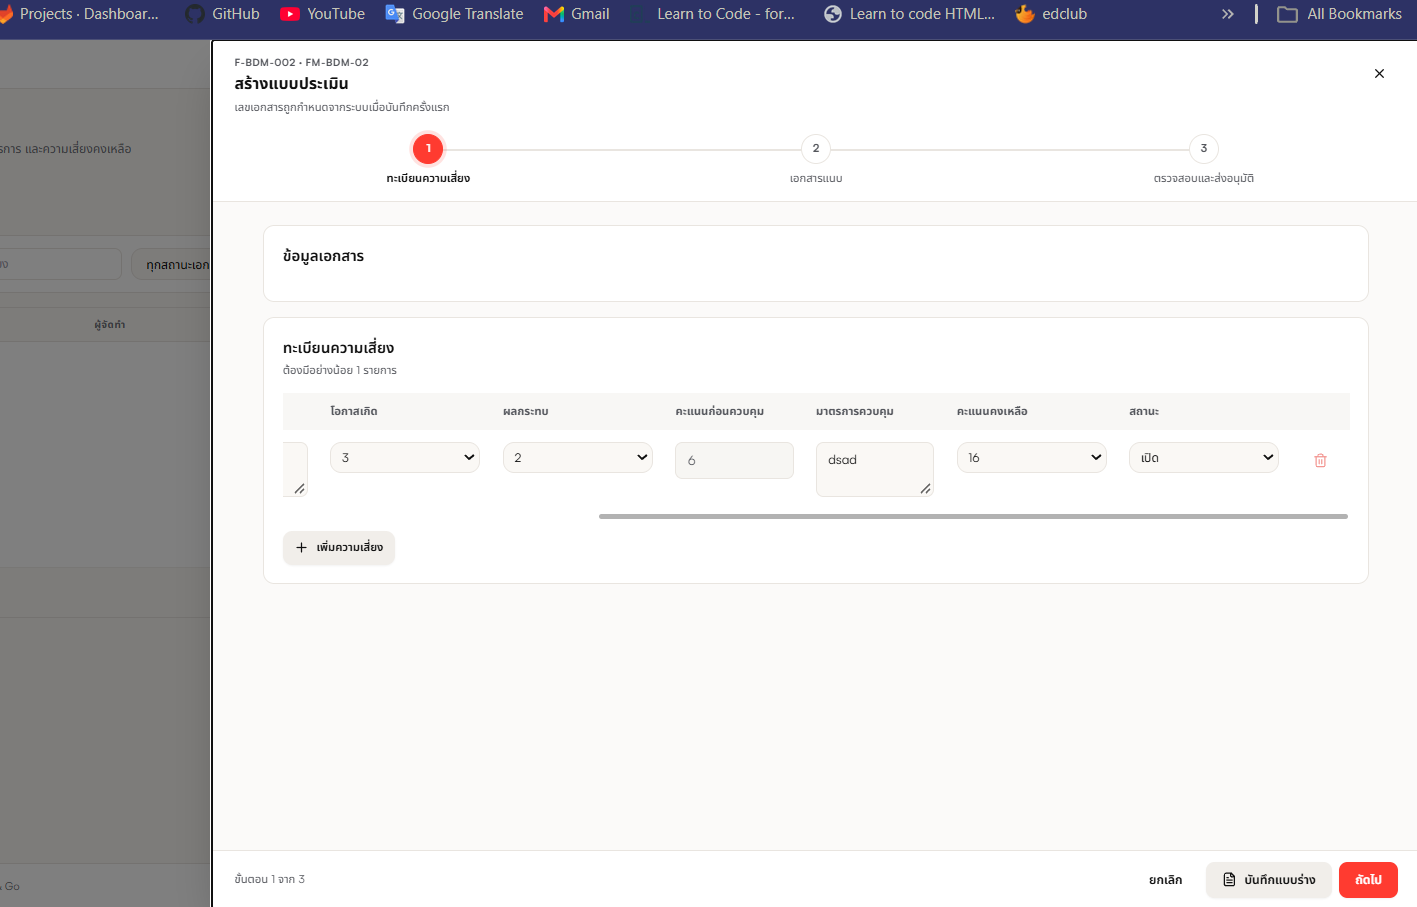 Projects · Dashboar...
GitHub
YouTube
Google Translate
Gmail
Learn to Code - for...
Learn to code HTML...
edclub
All Bookmarks
F-BDM-002 • FM-BDM-02
สร้างแบบประเมิน
เลขเอกสารถูกกำหนดจากระบบเมื่อบันทึกครั้งแรก
1
2
3
ทะเบียนความเสี่ยง
เอกสารแนบ
ตรวจสอบและส่งอนุมัติ
และความเสี่ยงคงเหลือ
ทุกสถานะเอก
ผู้จัดทำ
ข้อมูลเอกสาร
ทะเบียนความเสี่ยง
ต้องมีอย่างน้อย 1 รายการ
โอกาสเกิด
ผลกระทบ
คะแนนก่อนควบคุม
มาตรการควบคุม
คะแนนคงเหลือ
สถานะ
3
2
6
dsad
16
เปิด
เพิ่มความเสี่ยง
Go
ขั้นตอน 1 จาก 3
ยกเลิก
บันทึกแบบร่าง
ถัดไป